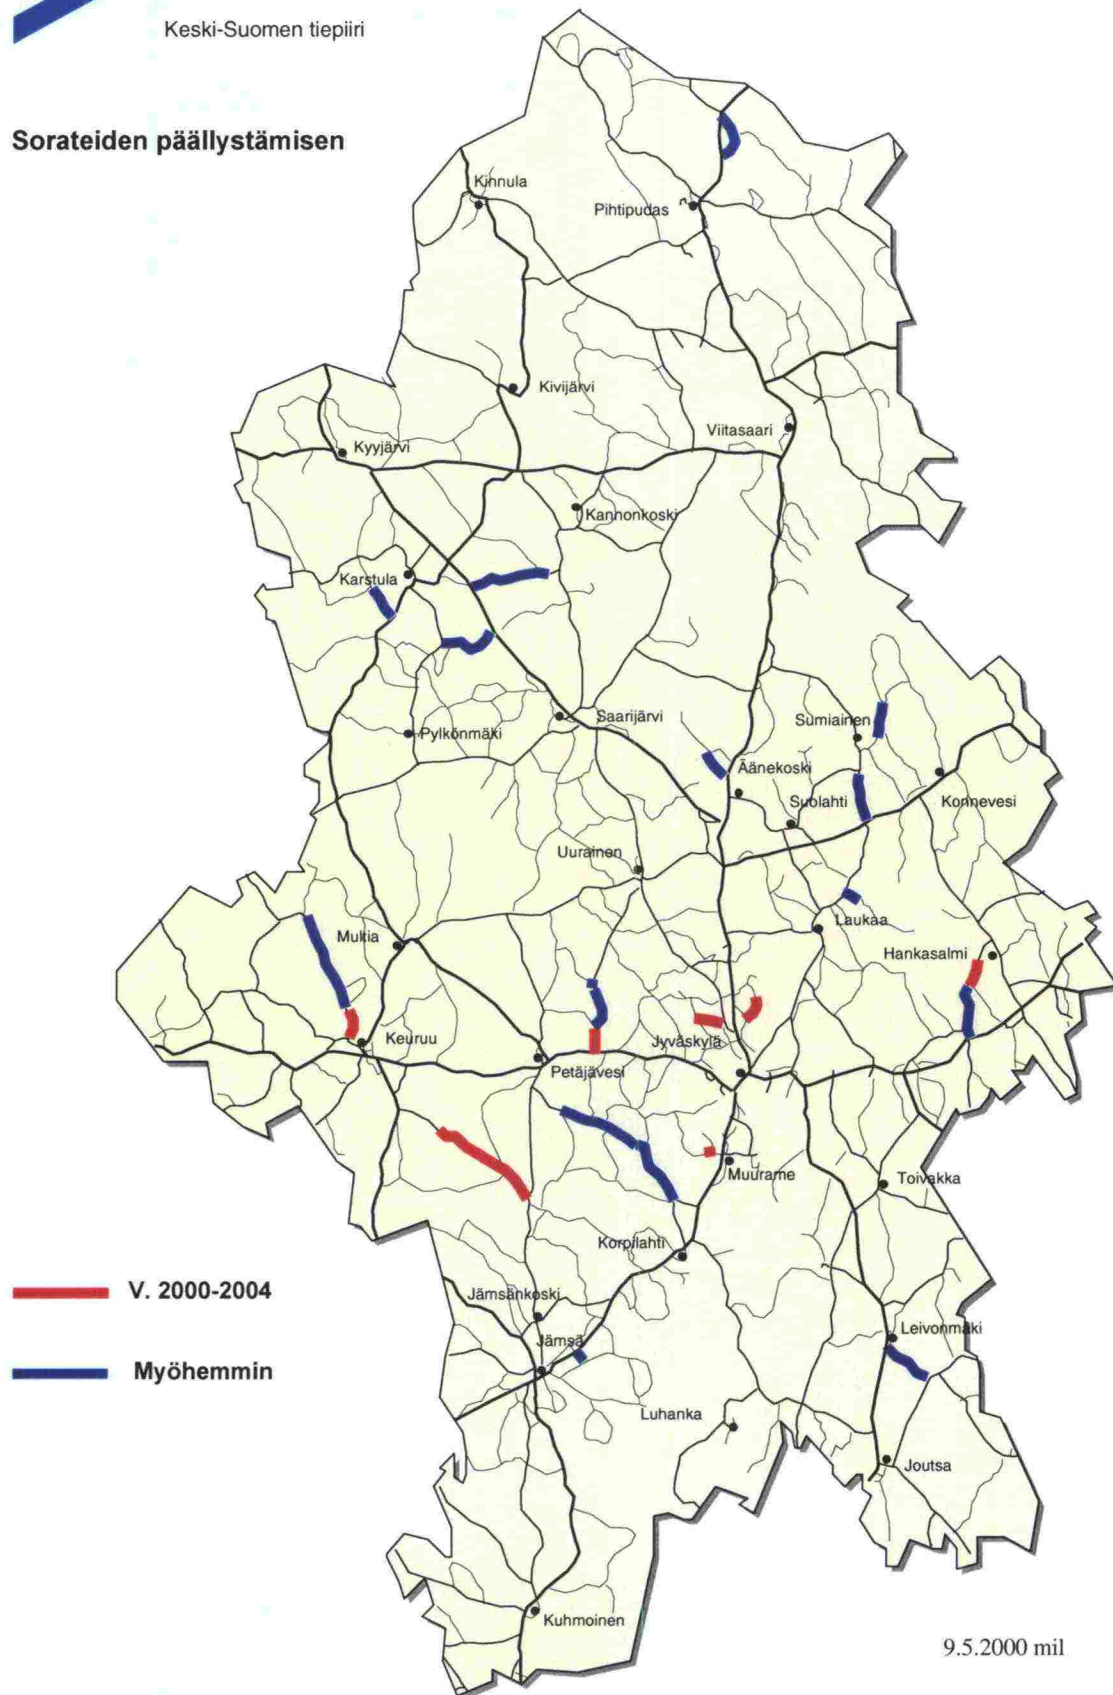 Keski-Suomen tiepiiri
Sorateiden päällystämisen
Kinnula
Pihtipudas
Kivijärvi
Viitasaari
Kyyjärvi
Kannonkoski
Karstula
Saarijärvi
Sumiainen
Pylkönmäki
Äänekoski
Suolahti
Konnevesi
Uurainen
Laukaa
Multia
Hankasalmi
Keuruu
Jyväskylä
Petäjävesi
Muurame
Toivakka
Korpilahti
V. 2000-2004
Jämsänkoski
Leivonmäki
Jämsä
Myöhemmin
Luhanka
Joutsa
Kuhmoinen
9.5.2000 mil